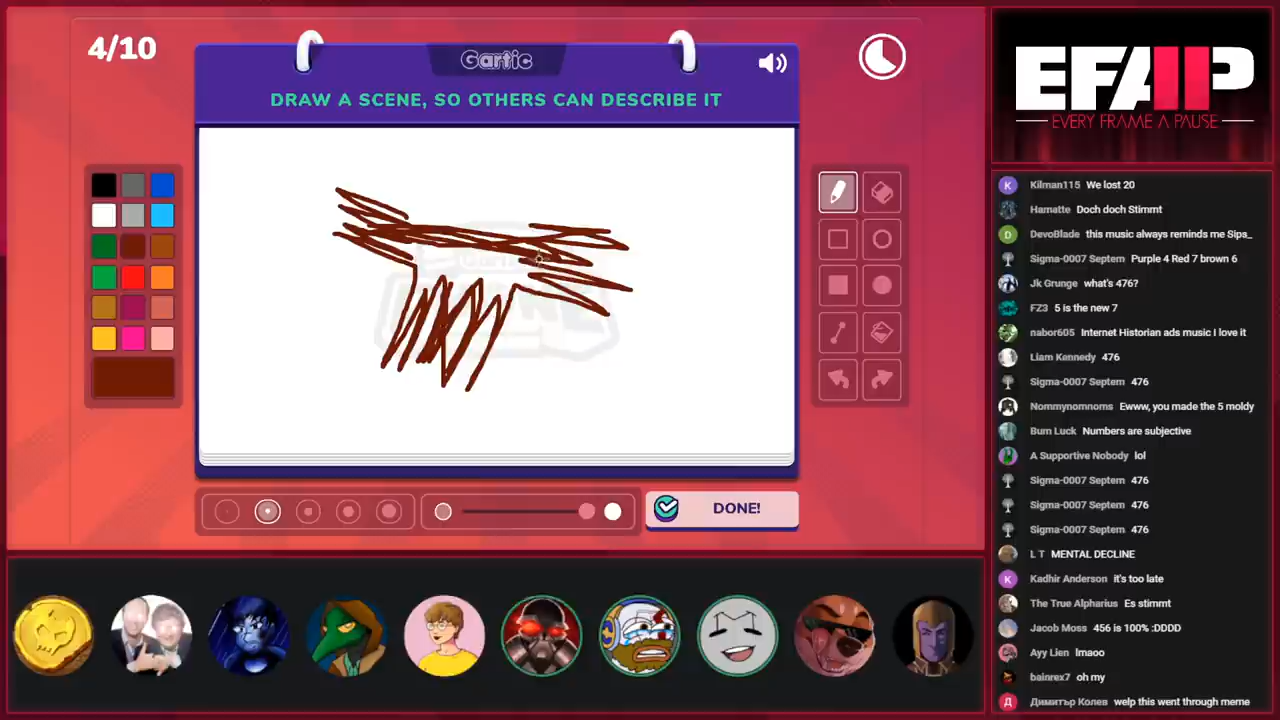 4/10
Gartic
DRAW A SCENE, SO OTHERS CAN DESCRIBE IT
DONE!
EFAP
EVERY FRAME A PAUSE
Kilman115 We lost 20
Hamatte Doch doch Stimmt
DevoBlade this music always reminds me Sips_
Sigma-0007 Septem Purple 4 Red 7 brown 6
Jk Grunge what's 476?
FZ3 5 is the new 7
nabor605 Internet Historian ads music I love it
Liam Kennedy 476
Sigma-0007 Septem 476
Nommynomnoms Ewww, you made the 5 moldy
Bum Luck Numbers are subjective
A Supportive Nobody lol
Sigma-0007 Septem 476
Sigma-0007 Septem 476
Sigma-0007 Septem 476
L T MENTAL DECLINE
Kadhir Anderson it's too late
The True Alpharius Es stimmt
Jacob Moss 456 is 100% :DDDD
Ayy Lien lmaoo
bainrex7 oh my
Димитър Колев welp this went through meme